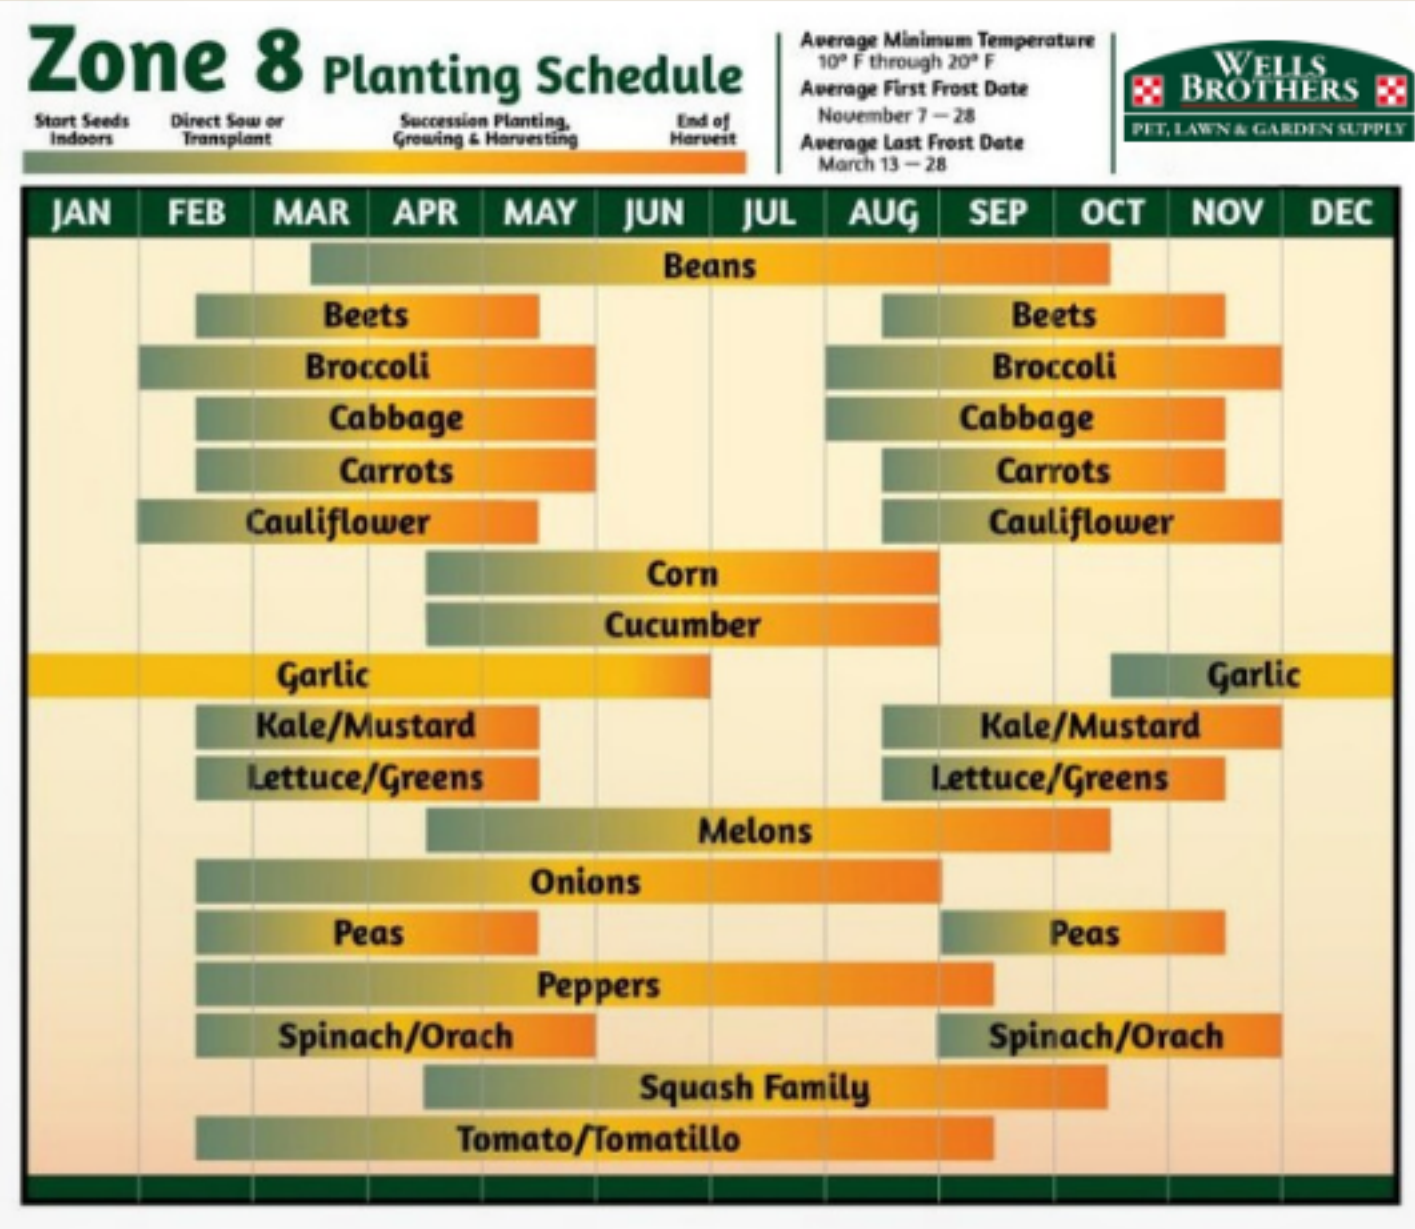 Zone 8 Planting Schedule
Start Seeds
Indoors
Direct Sow or
Transplant
Succession Planting,
Growing & Harvesting
End of
Harvest
Average Minimum Temperature
10° F through 20° F
Average First Frost Date
November 7 — 28
Average Last Frost Date
March 13 — 28
WELLS
BROTHERS
PET, LAWN & GARDEN SUPPLY
JAN FEB MAR APR MAY JUN JUL AUG SEP OCT NOV DEC
Beans
Beets Beets
Broccoli Broccoli
Cabbage Cabbage
Carrots Carrots
Cauliflower Cauliflower
Corn
Cucumber
Garlic Garlic
Kale/Mustard Kale/Mustard
Lettuce/Greens Lettuce/Greens
Melons
Onions
Peas Peas
Peppers
Spinach/Orach Spinach/Orach
Squash Family
Tomato/Tomatillo